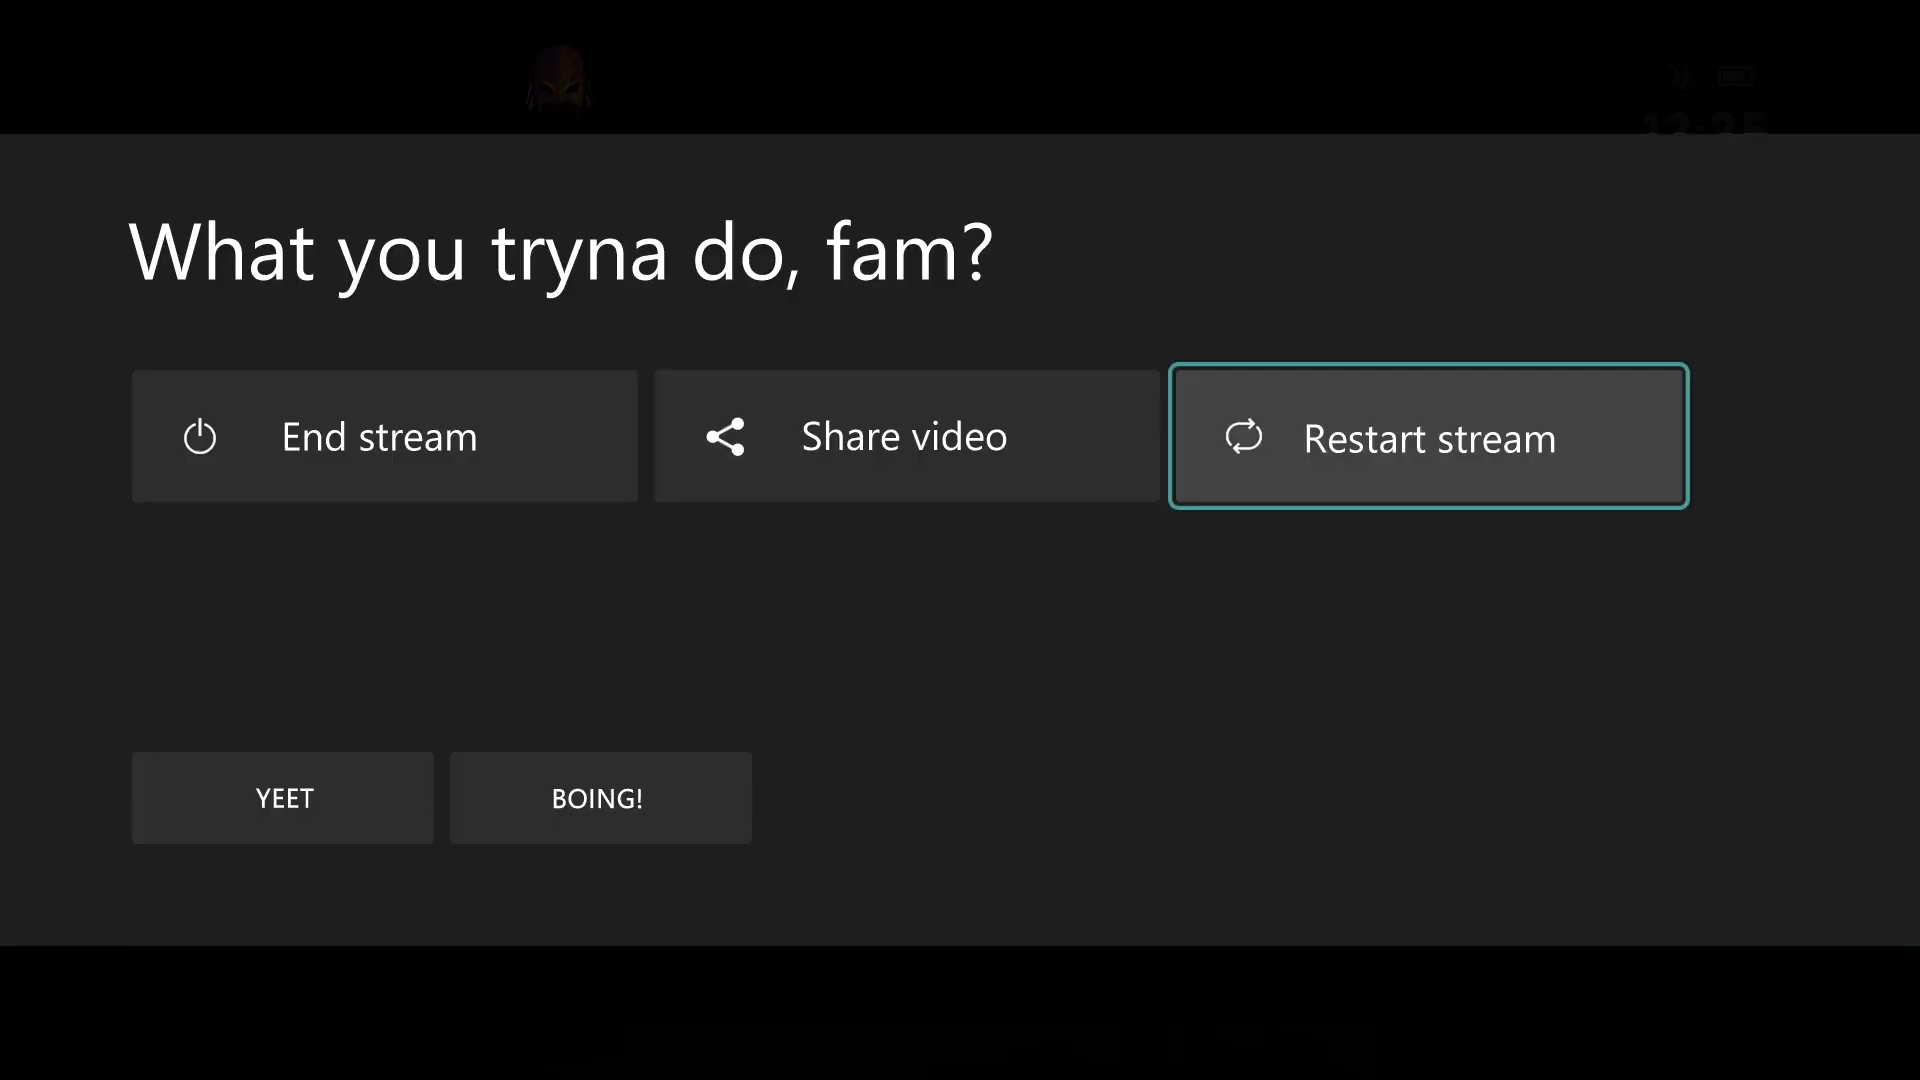 What you tryna do, fam?
End stream
Share video
Restart stream
YEET
BOING!